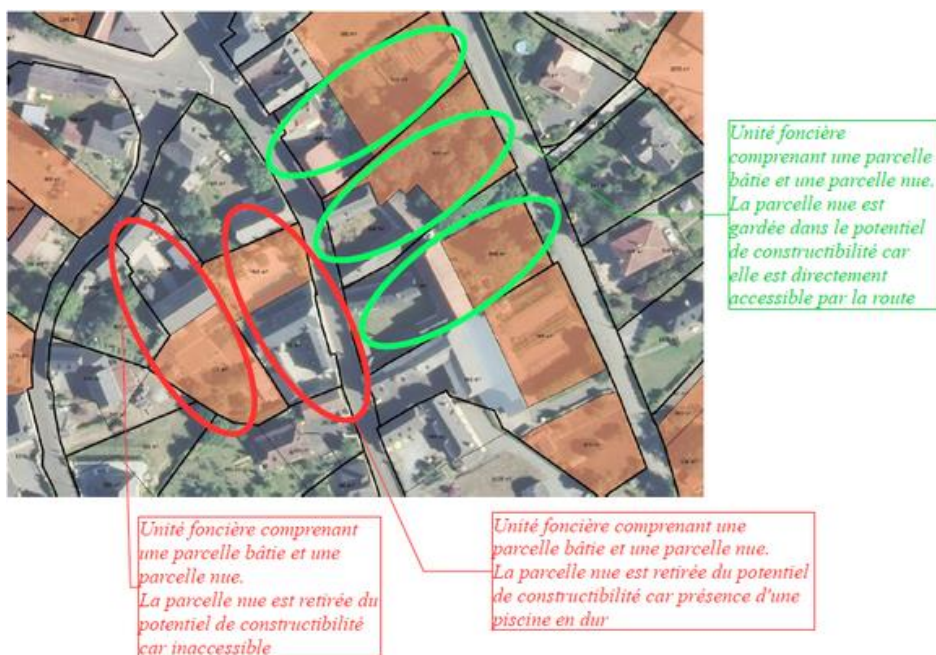 Unité foncière
comprenant une parcelle
bâtie et une parcelle nue.
La parcelle nue est
gardée dans le potentiel
de constructibilité car
elle est directement
accessible par la route
Unité foncière comprenant
une parcelle bâtie et une
parcelle nue.
La parcelle nue est retirée du
potentiel de constructibilité
car inaccessible
Unité foncière comprenant une
parcelle bâtie et une parcelle nue.
La parcelle nue est retirée du potentiel
de constructibilité car présence d'une
piscine en dur